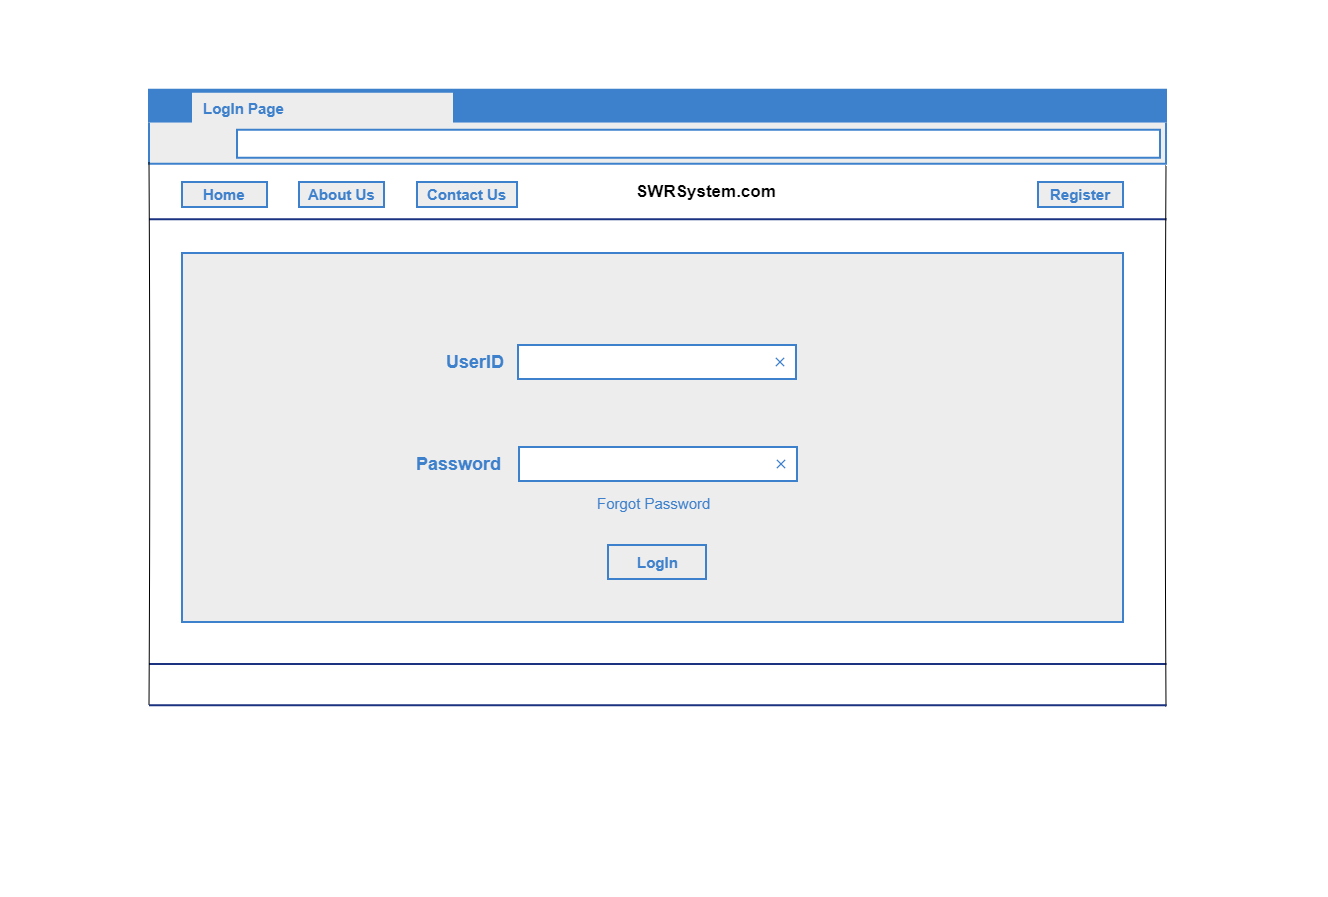 LogIn Page
Home About Us Contact Us SWRSystem.com Register
UserID ×
Password ×
Forgot Password
LogIn